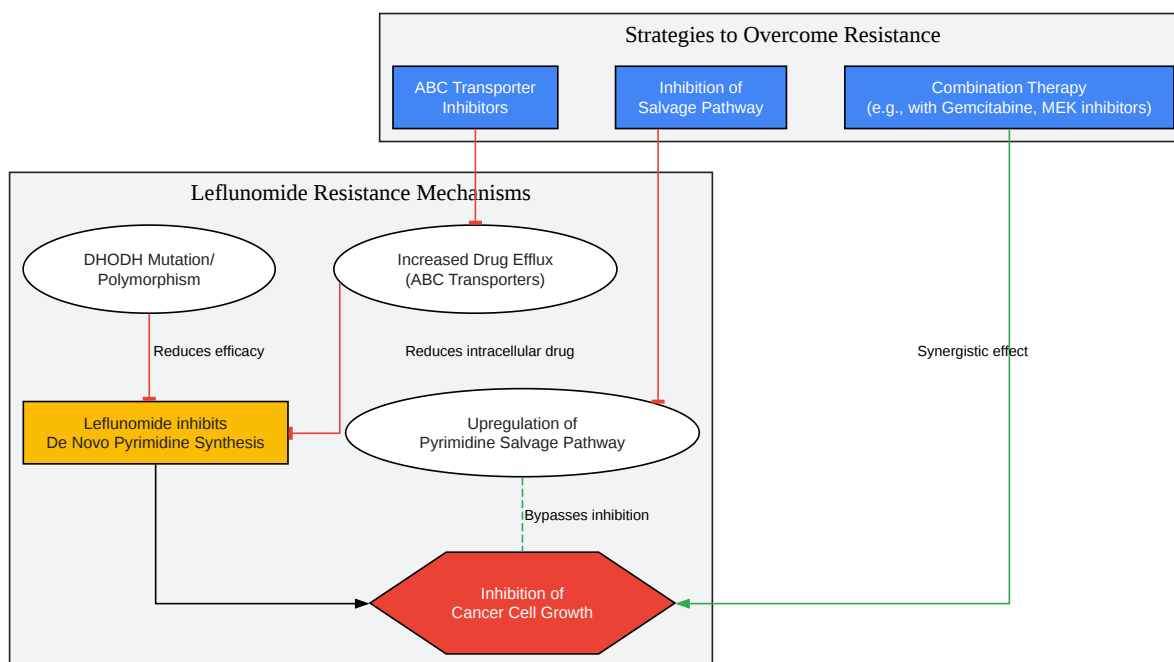 Strategies to Overcome Resistance
ABC Transporter
Inhibitors
Inhibition of
Salvage Pathway
Combination Therapy
(e.g., with Gemcitabine, MEK inhibitors)
Leflunomide Resistance Mechanisms
DHODH Mutation/
Polymorphism
Increased Drug Efflux
(ABC Transporters)
Reduces efficacy
Reduces intracellular drug
Synergistic effect
Leflunomide inhibits
De Novo Pyrimidine Synthesis
Upregulation of
Pyrimidine Salvage Pathway
Bypasses inhibition
Inhibition of
Cancer Cell Growth